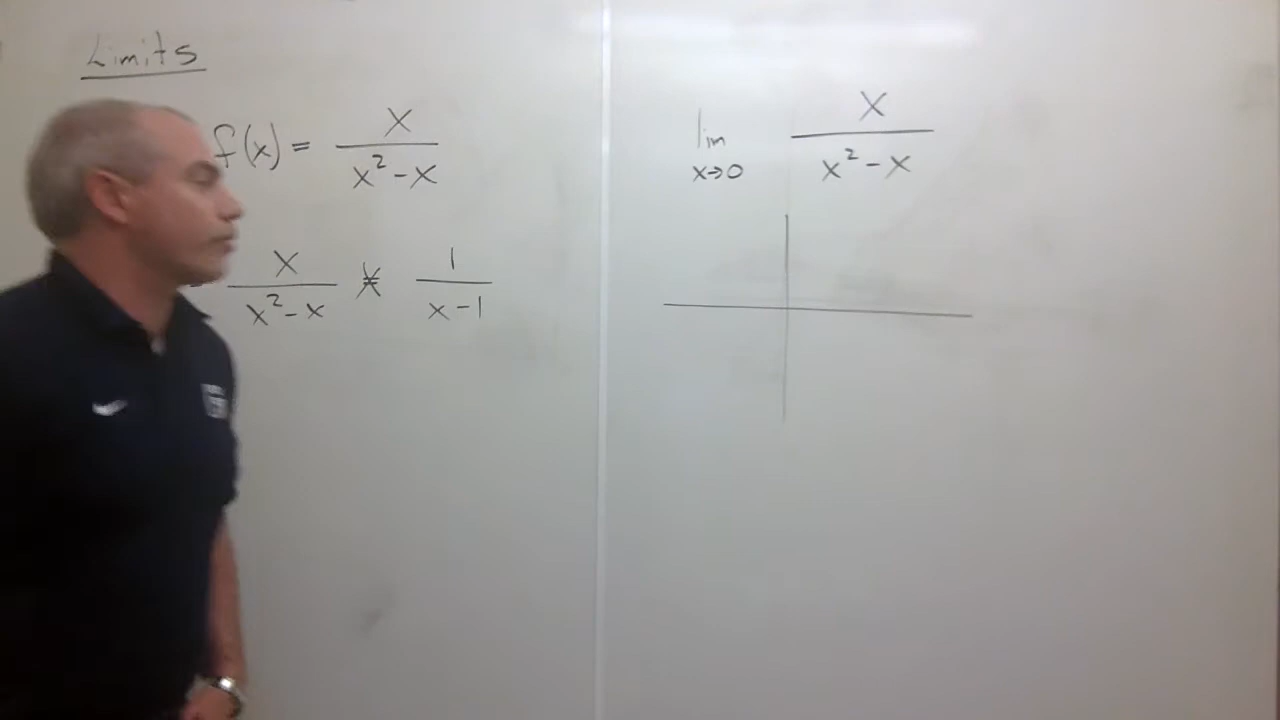 Limits
f(x) = x / (x² - x)
x / (x² - x) ≠ 1 / (x - 1)
lim x→0 x / (x² - x)